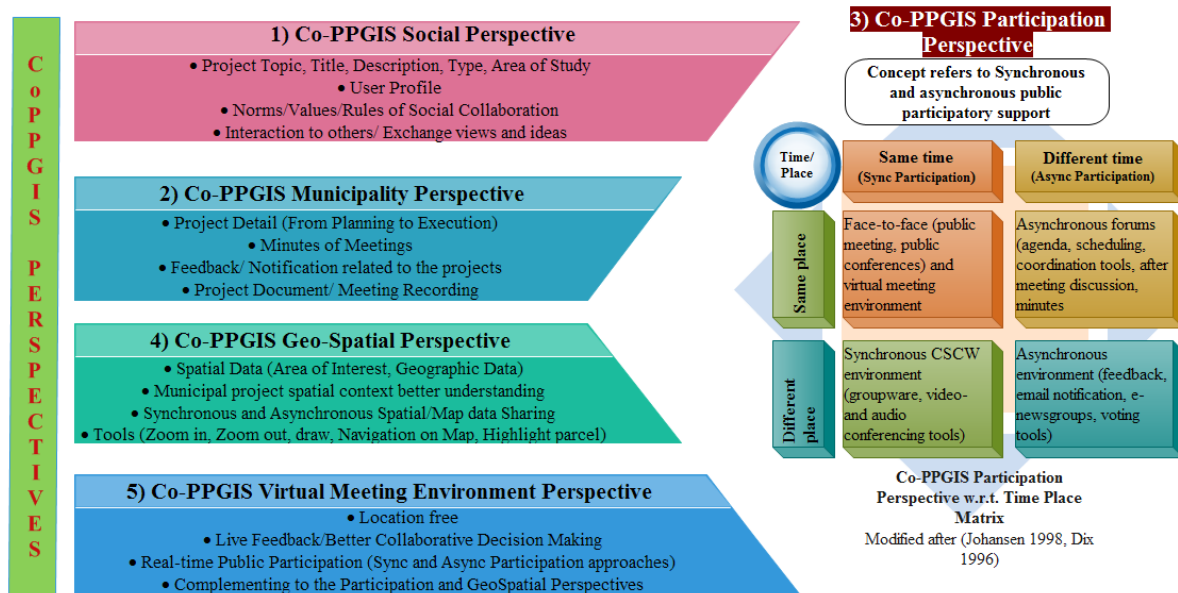 CoPPGIS PERSPECTIVES
1) Co-PPGIS Social Perspective
• Project Topic, Title, Description, Type, Area of Study
• User Profile
• Norms/Values/Rules of Social Collaboration
• Interaction to others/ Exchange views and ideas
2) Co-PPGIS Municipality Perspective
• Project Detail (From Planning to Execution)
• Minutes of Meetings
• Feedback/ Notification related to the projects
• Project Document/ Meeting Recording
4) Co-PPGIS Geo-Spatial Perspective
• Spatial Data (Area of Interest, Geographic Data)
• Municipal project spatial context better understanding
• Synchronous and Asynchronous Spatial/Map data Sharing
• Tools (Zoom in, Zoom out, draw, Navigation on Map, Highlight parcel)
5) Co-PPGIS Virtual Meeting Environment Perspective
• Location free
• Live Feedback/Better Collaborative Decision Making
• Real-time Public Participation (Sync and Async Participation approaches)
• Complementing to the Participation and GeoSpatial Perspectives
3) Co-PPGIS Participation
Perspective
Concept refers to Synchronous
and asynchronous public
participatory support
Time/
Place
Same time
(Sync Participation)
Different time
(Async Participation)
Same place
Face-to-face (public
meeting, public
conferences) and
virtual meeting
environment
Asynchronous forums
(agenda, scheduling,
coordination tools, after
meeting discussion,
minutes
Different
place
Synchronous CSCW
environment
(groupware, video-
and audio
conferencing tools)
Asynchronous
environment (feedback,
email notification, e-
newsgroups, voting
tools)
Co-PPGIS Participation
Perspective w.r.t. Time Place
Matrix
Modified after (Johansen 1998, Dix
1996)